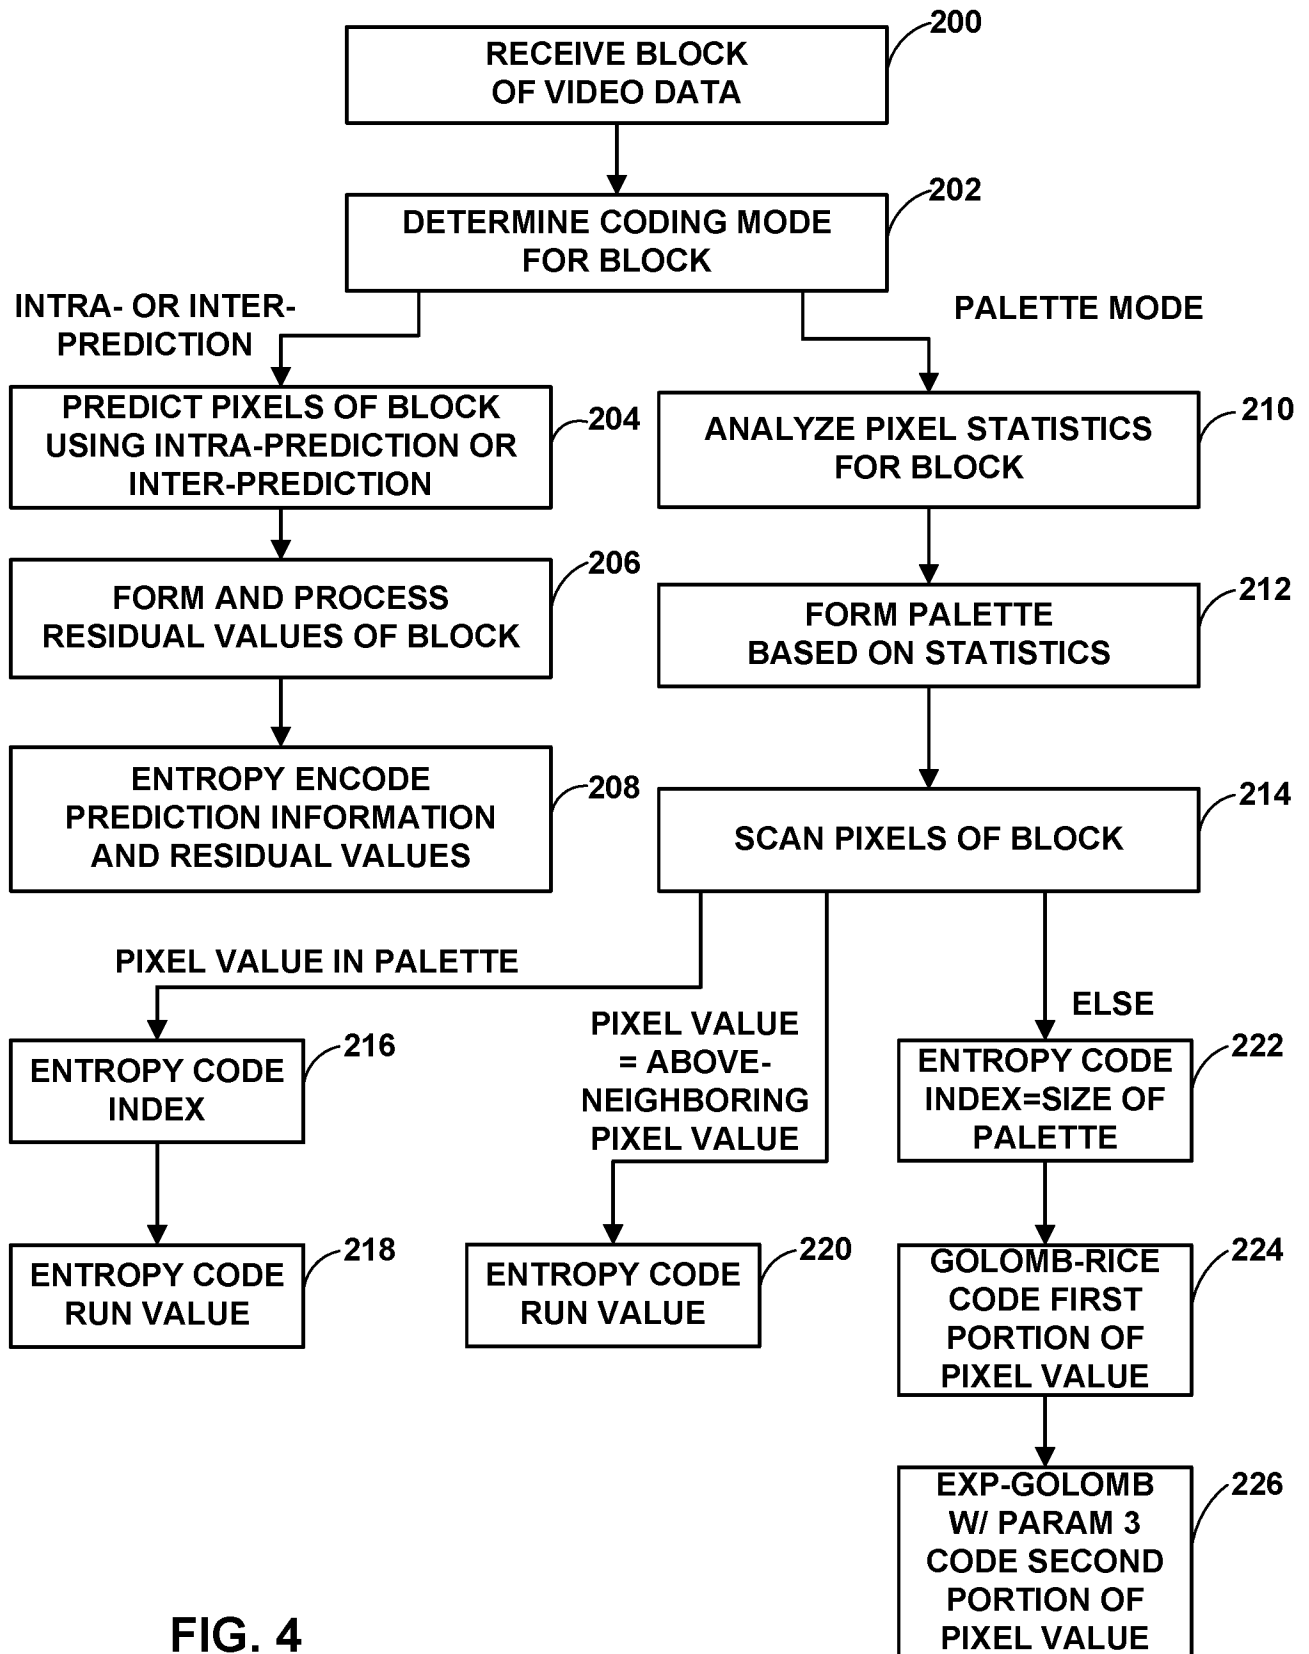 200
RECEIVE BLOCK
OF VIDEO DATA
202
DETERMINE CODING MODE
FOR BLOCK
INTRA- OR INTER-
PREDICTION
PALETTE MODE
PREDICT PIXELS OF BLOCK
USING INTRA-PREDICTION OR
INTER-PREDICTION
204
ANALYZE PIXEL STATISTICS
FOR BLOCK
210
FORM AND PROCESS
RESIDUAL VALUES OF BLOCK
206
FORM PALETTE
BASED ON STATISTICS
212
ENTROPY ENCODE
PREDICTION INFORMATION
AND RESIDUAL VALUES
208
SCAN PIXELS OF BLOCK
214
PIXEL VALUE IN PALETTE
PIXEL VALUE
= ABOVE-
NEIGHBORING
PIXEL VALUE
ELSE
ENTROPY CODE
INDEX
216
ENTROPY CODE
INDEX=SIZE OF
PALETTE
222
ENTROPY CODE
RUN VALUE
218
ENTROPY CODE
RUN VALUE
220
GOLOMB-RICE
CODE FIRST
PORTION OF
PIXEL VALUE
224
EXP-GOLOMB
W/ PARAM 3
CODE SECOND
PORTION OF
PIXEL VALUE
226
FIG. 4